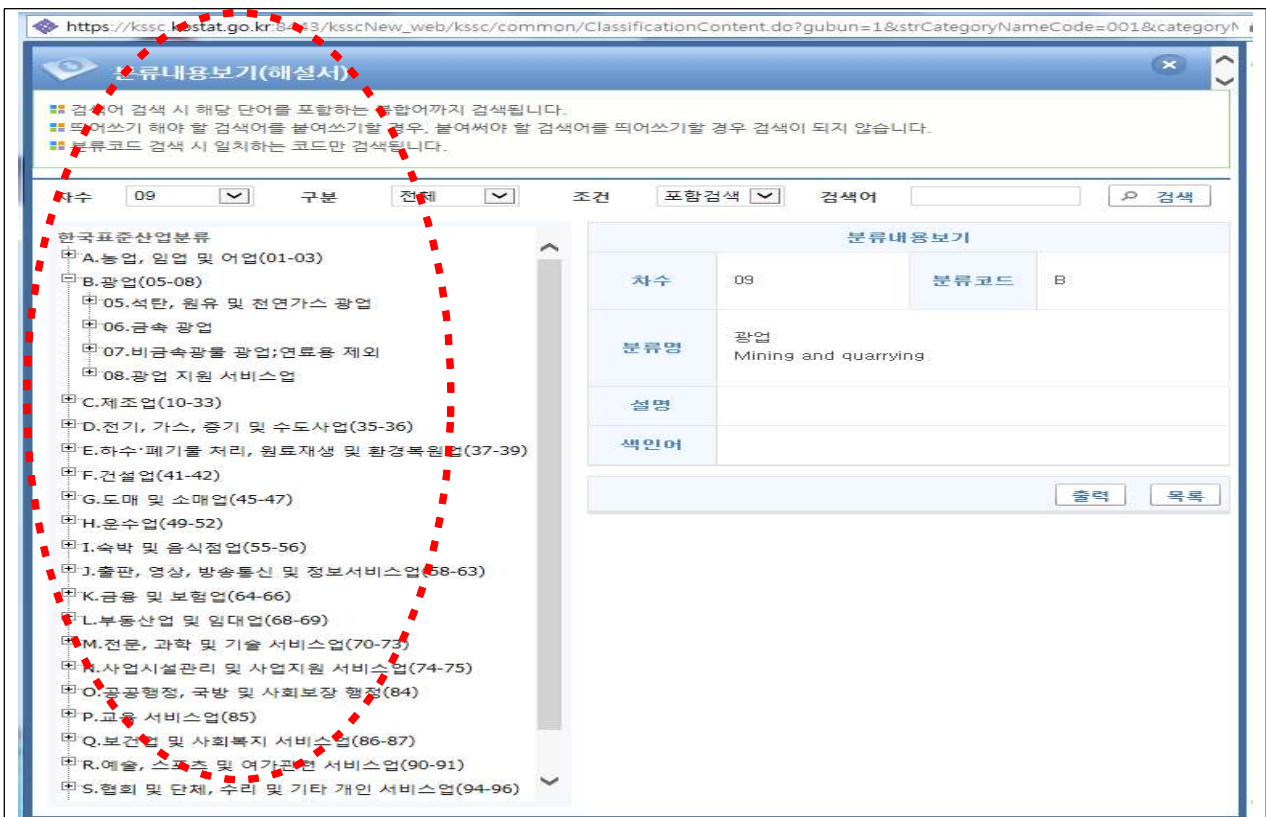 https://kssc.kostat.go.kr:8443/ksscNew_web/kssc/common/ClassificationContent.do?gubun=1&strCategoryNameCode=001&category
분류내용보기(해설서)
검색어 검색 시 해당 단어를 포함하는 복합어까지 검색됩니다.
띄어쓰기 해야 할 검색어를 붙여쓰기할 경우, 붙여써야 할 검색어를 띄어쓰기할 경우 검색이 되지 않습니다.
분류코드 검색 시 일치하는 코드만 검색됩니다.
차수 09 구분 전체 조건 포함검색 검색어 검색
한국표준산업분류
A.농업, 임업 및 어업(01-03)
B.광업(05-08)
05.석탄, 원유 및 천연가스 광업
06.금속 광업
07.비금속광물 광업;연료용 제외
08.광업 지원 서비스업
C.제조업(10-33)
D.전기, 가스, 증기 및 수도사업(35-36)
E.하수·폐기물 처리, 원료재생 및 환경복원업(37-39)
F.건설업(41-42)
G.도매 및 소매업(45-47)
H.운수업(49-52)
I.숙박 및 음식점업(55-56)
J.출판, 영상, 방송통신 및 정보서비스업(58-63)
K.금융 및 보험업(64-66)
L.부동산업 및 임대업(68-69)
M.전문, 과학 및 기술 서비스업(70-73)
N.사업시설관리 및 사업지원 서비스업(74-75)
O.공공행정, 국방 및 사회보장 행정(84)
P.교육 서비스업(85)
Q.보건업 및 사회복지 서비스업(86-87)
R.예술, 스포츠 및 여가관련 서비스업(90-91)
S.협회 및 단체, 수리 및 기타 개인 서비스업(94-96)
분류내용보기
차수 09 분류코드 B
분류명 광업
Mining and quarrying
설명
색인어
출력 목록